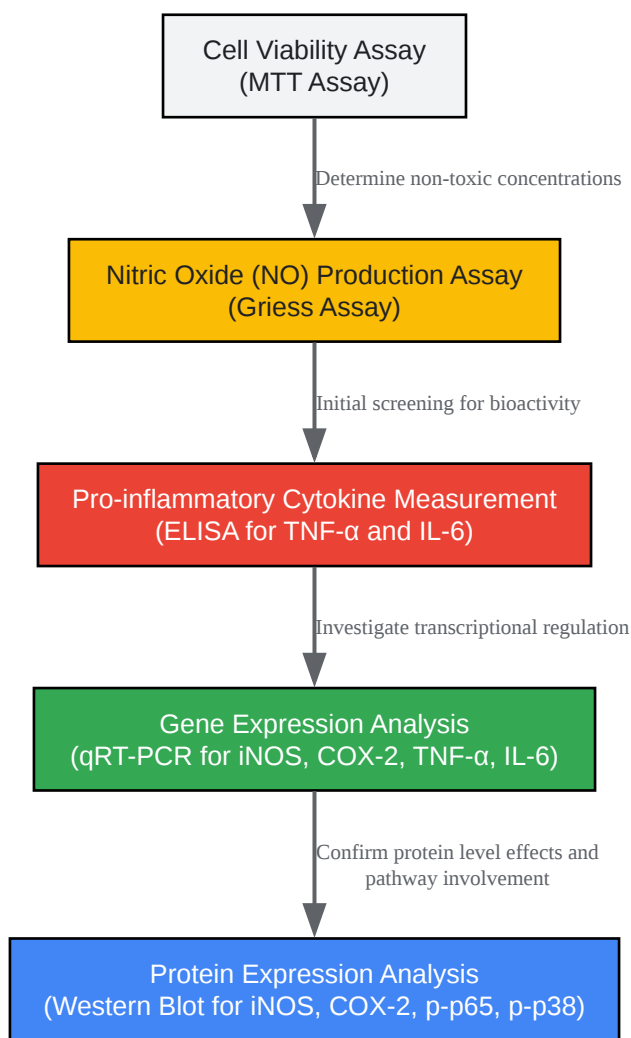 Cell Viability Assay
(MTT Assay)
Determine non-toxic concentrations
Nitric Oxide (NO) Production Assay
(Griess Assay)
Initial screening for bioactivity
Pro-inflammatory Cytokine Measurement
(ELISA for TNF-α and IL-6)
Investigate transcriptional regulation
Gene Expression Analysis
(qRT-PCR for iNOS, COX-2, TNF-α, IL-6)
Confirm protein level effects and
pathway involvement
Protein Expression Analysis
(Western Blot for iNOS, COX-2, p-p65, p-p38)